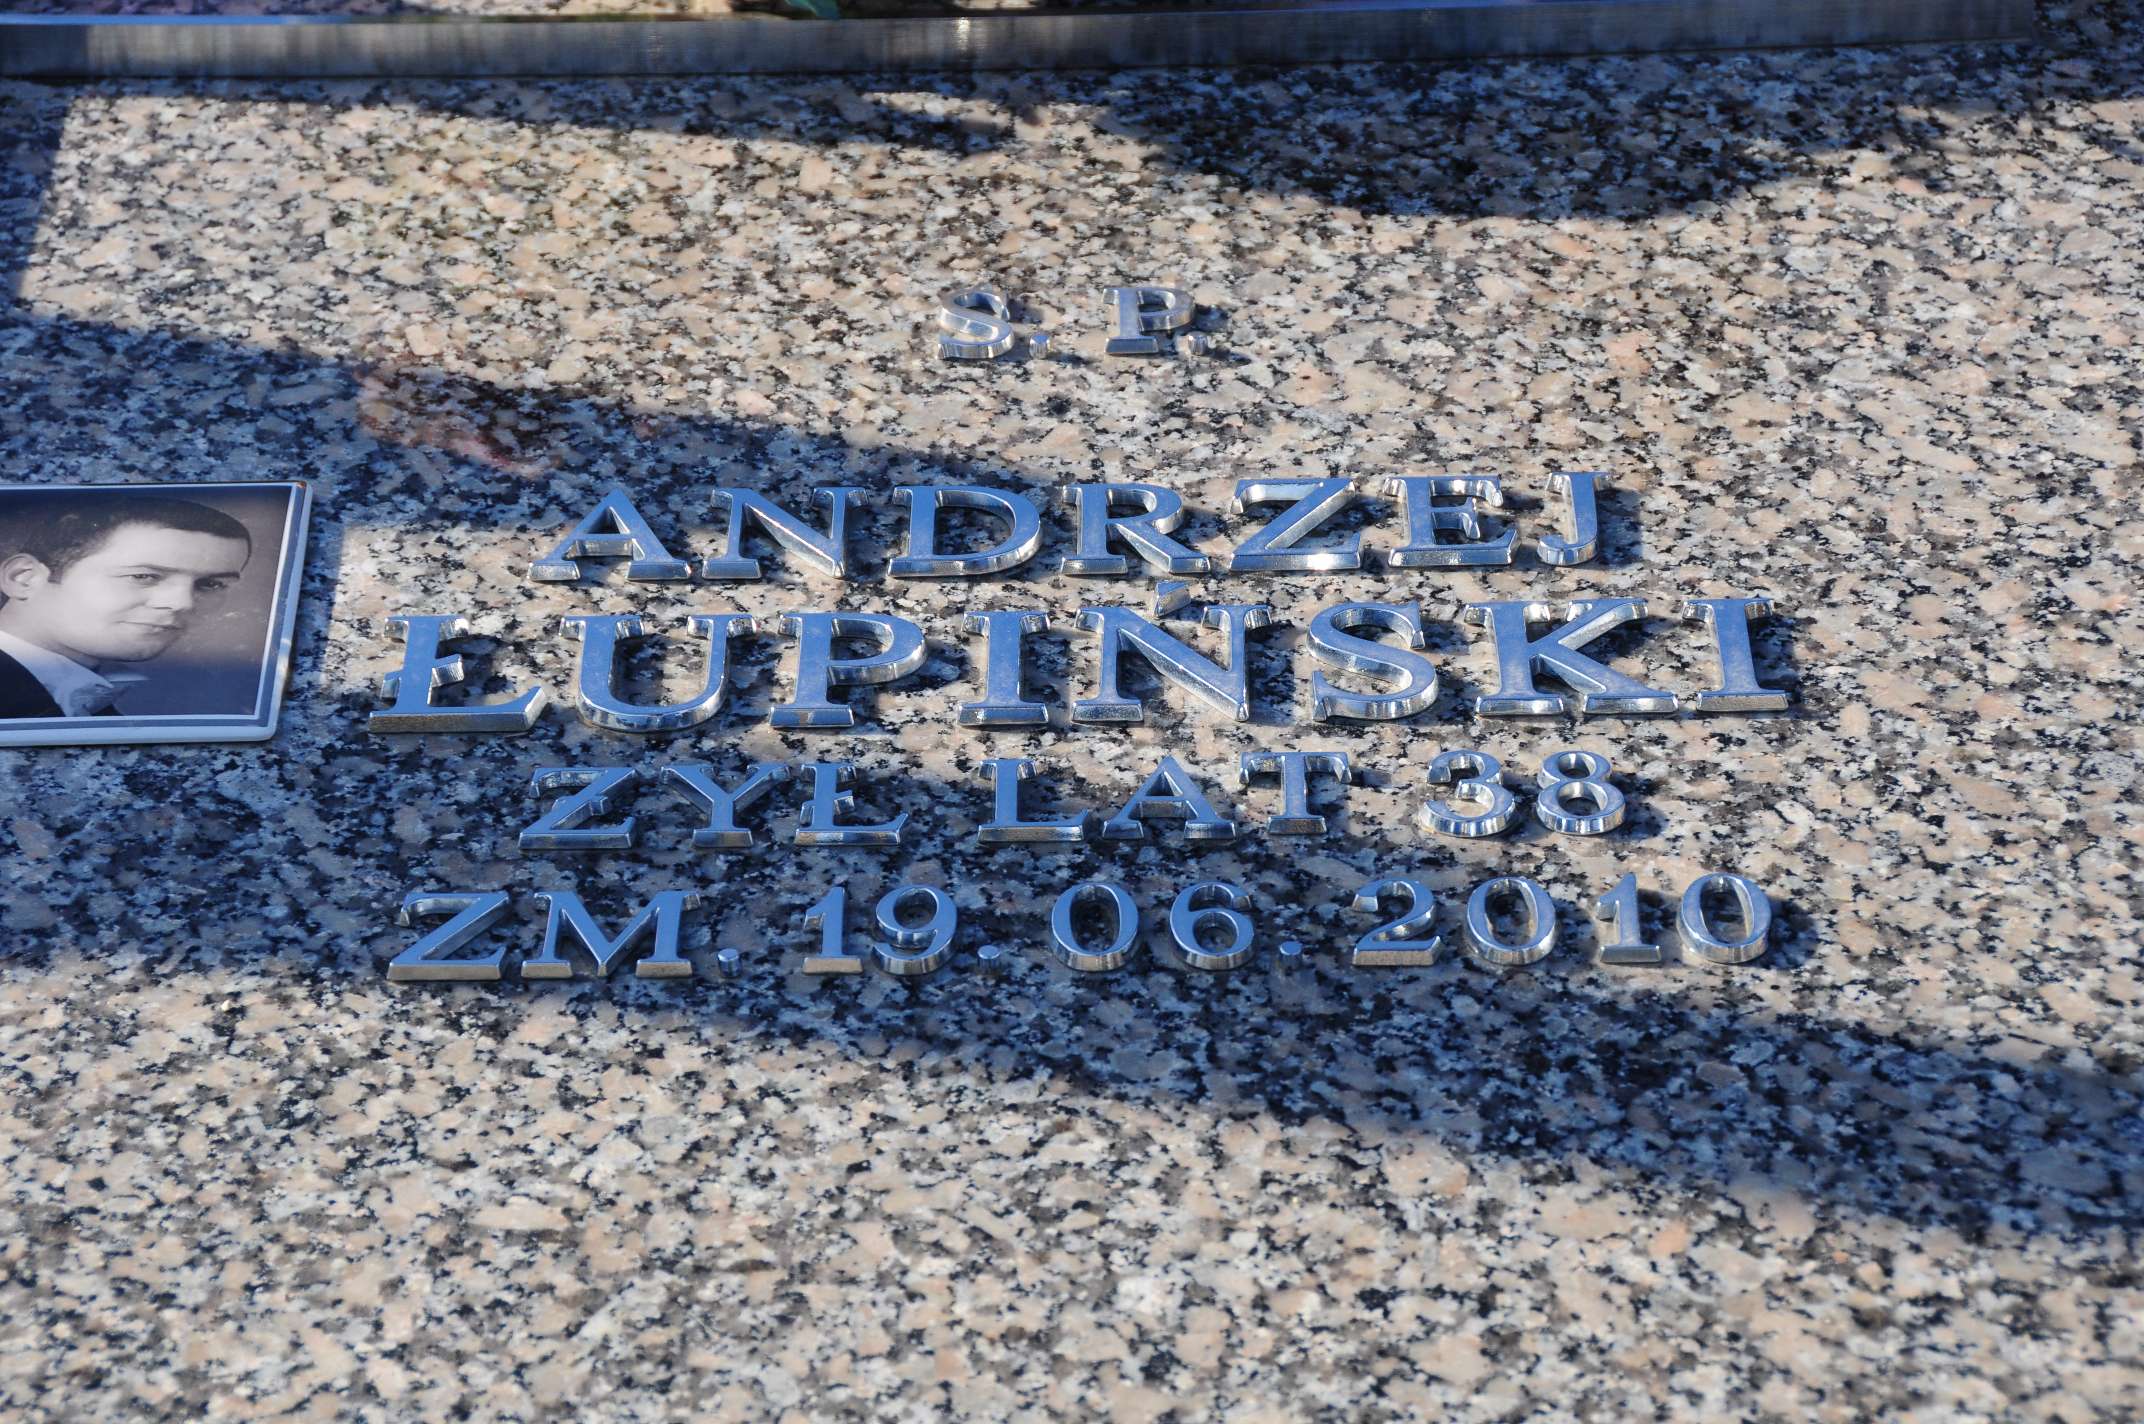 S. P.
ANDRZEJ
ŁUPIŃSKI
ŻYŁ LAT 38
ZM. 19.06.2010